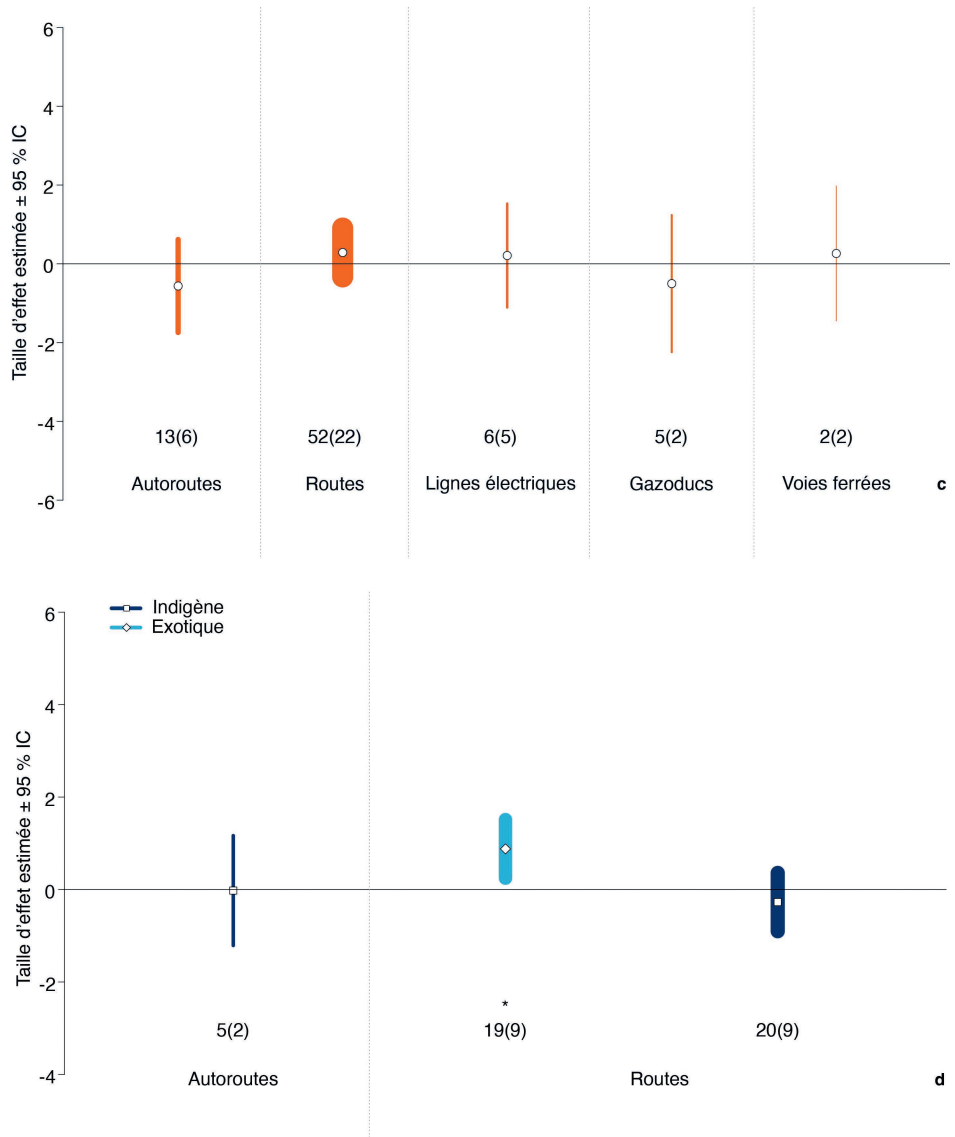 6
4
2
0
-2
-4
-6
Taille d'effet estimée ± 95 % IC
13(6) 52(22) 6(5) 5(2) 2(2)
Autoroutes Routes Lignes électriques Gazoducs Voies ferrées c
Indigène
Exotique
6
4
2
0
-2
-4
Taille d'effet estimée ± 95 % IC
*
5(2) 19(9) 20(9)
Autoroutes Routes d